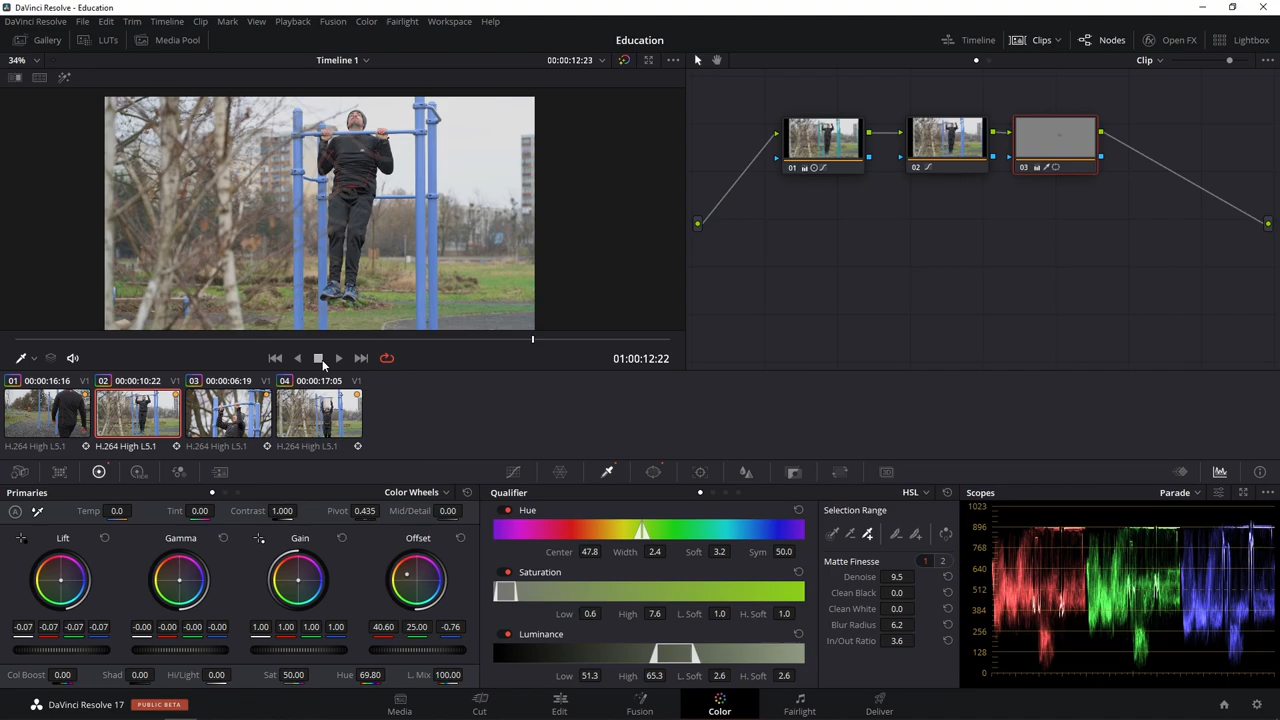 DaVinci Resolve - Education
DaVinci Resolve File Edit Trim Timeline Clip Mark View Playback Fusion Color Fairlight Workspace Help
Gallery LUTs Media Pool Education Timeline Clips Nodes Open FX Lightbox
34% Timeline 1 00:00:12:23 Clip
01 02 03
01:00:12:22
01 00:00:16:16 V1 02 00:00:10:22 V1 03 00:00:06:19 V1 04 00:00:17:05 V1
H.264 High L5.1 H.264 High L5.1 H.264 High L5.1 H.264 High L5.1
Primaries Color Wheels Qualifier HSL Scopes Parade
A Temp 0.0 Tint 0.00 Contrast 1.000 Pivot 0.435 Mid/Detail 0.00
Lift Gamma Gain Offset
-0.07 -0.07 -0.07 -0.07 -0.00 -0.00 -0.00 -0.00 1.00 1.00 1.00 1.00 40.60 25.00 -0.76
Col Boost 0.00 Shad 0.00 Hi/Light 0.00 Sat 50.00 Hue 69.80 L. Mix 100.00
Hue
Center 47.8 Width 2.4 Soft 3.2 Sym 50.0
Saturation
Low 0.6 High 7.6 L. Soft 1.0 H. Soft 1.0
Luminance
Low 51.3 High 65.3 L. Soft 2.6 H. Soft 2.6
Selection Range
Matte Finesse 1 2
Denoise 9.5
Clean Black 0.0
Clean White 0.0
Blur Radius 6.2
In/Out Ratio 3.6
1023
896
768
640
512
384
256
128
0
DaVinci Resolve 17 PUBLIC BETA Media Cut Edit Fusion Color Fairlight Deliver